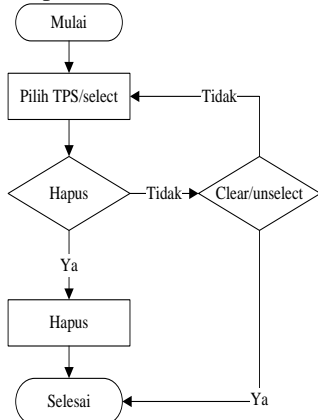 Mulai
Pilih TPS/select
Tidak
Hapus
Tidak
Clear/unselect
Ya
Hapus
Selesai
Ya